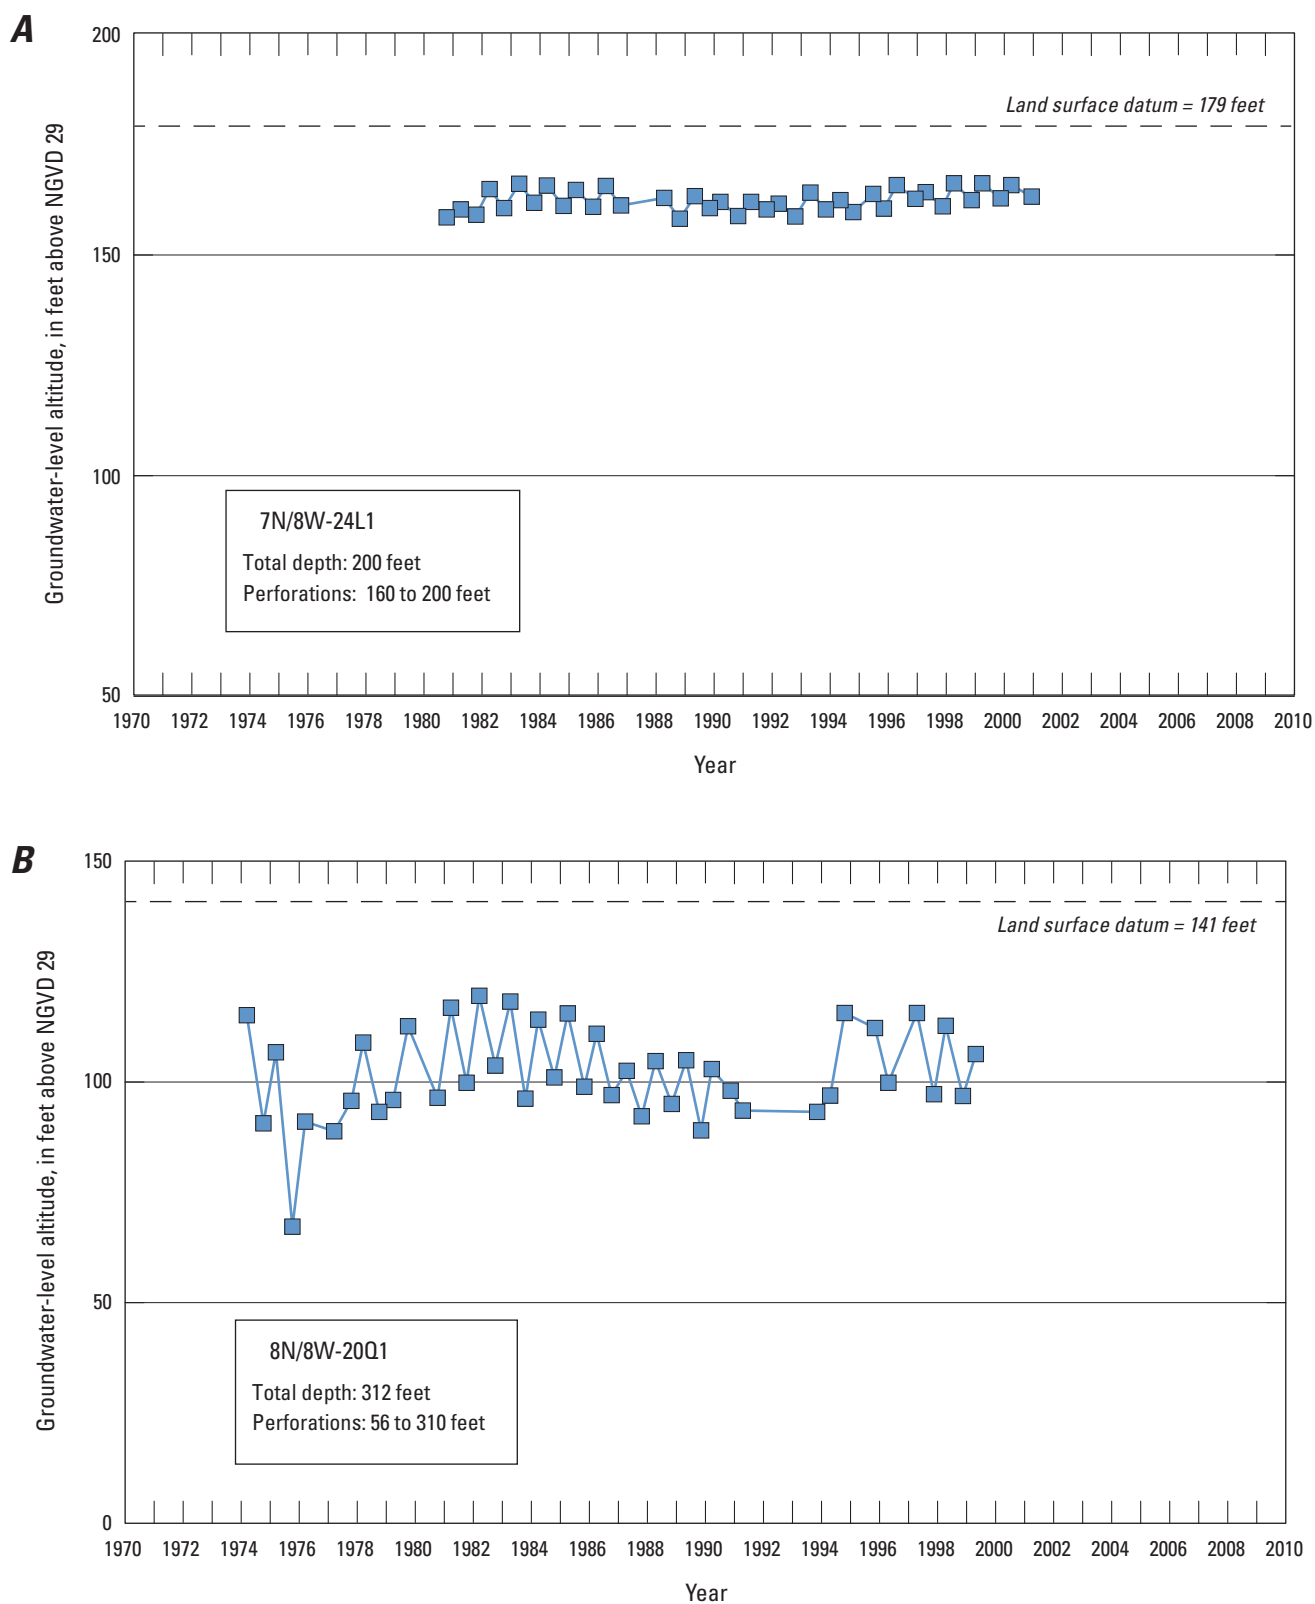 A
Groundwater-level altitude, in feet above NGVD 29
200
150
100
50
Land surface datum = 179 feet
7N/8W-24L1
Total depth: 200 feet
Perforations: 160 to 200 feet
1970 1972 1974 1976 1978 1980 1982 1984 1986 1988 1990 1992 1994 1996 1998 2000 2002 2004 2006 2008 2010
Year
B
Groundwater-level altitude, in feet above NGVD 29
150
100
50
0
Land surface datum = 141 feet
8N/8W-20Q1
Total depth: 312 feet
Perforations: 56 to 310 feet
1970 1972 1974 1976 1978 1980 1982 1984 1986 1988 1990 1992 1994 1996 1998 2000 2002 2004 2006 2008 2010
Year